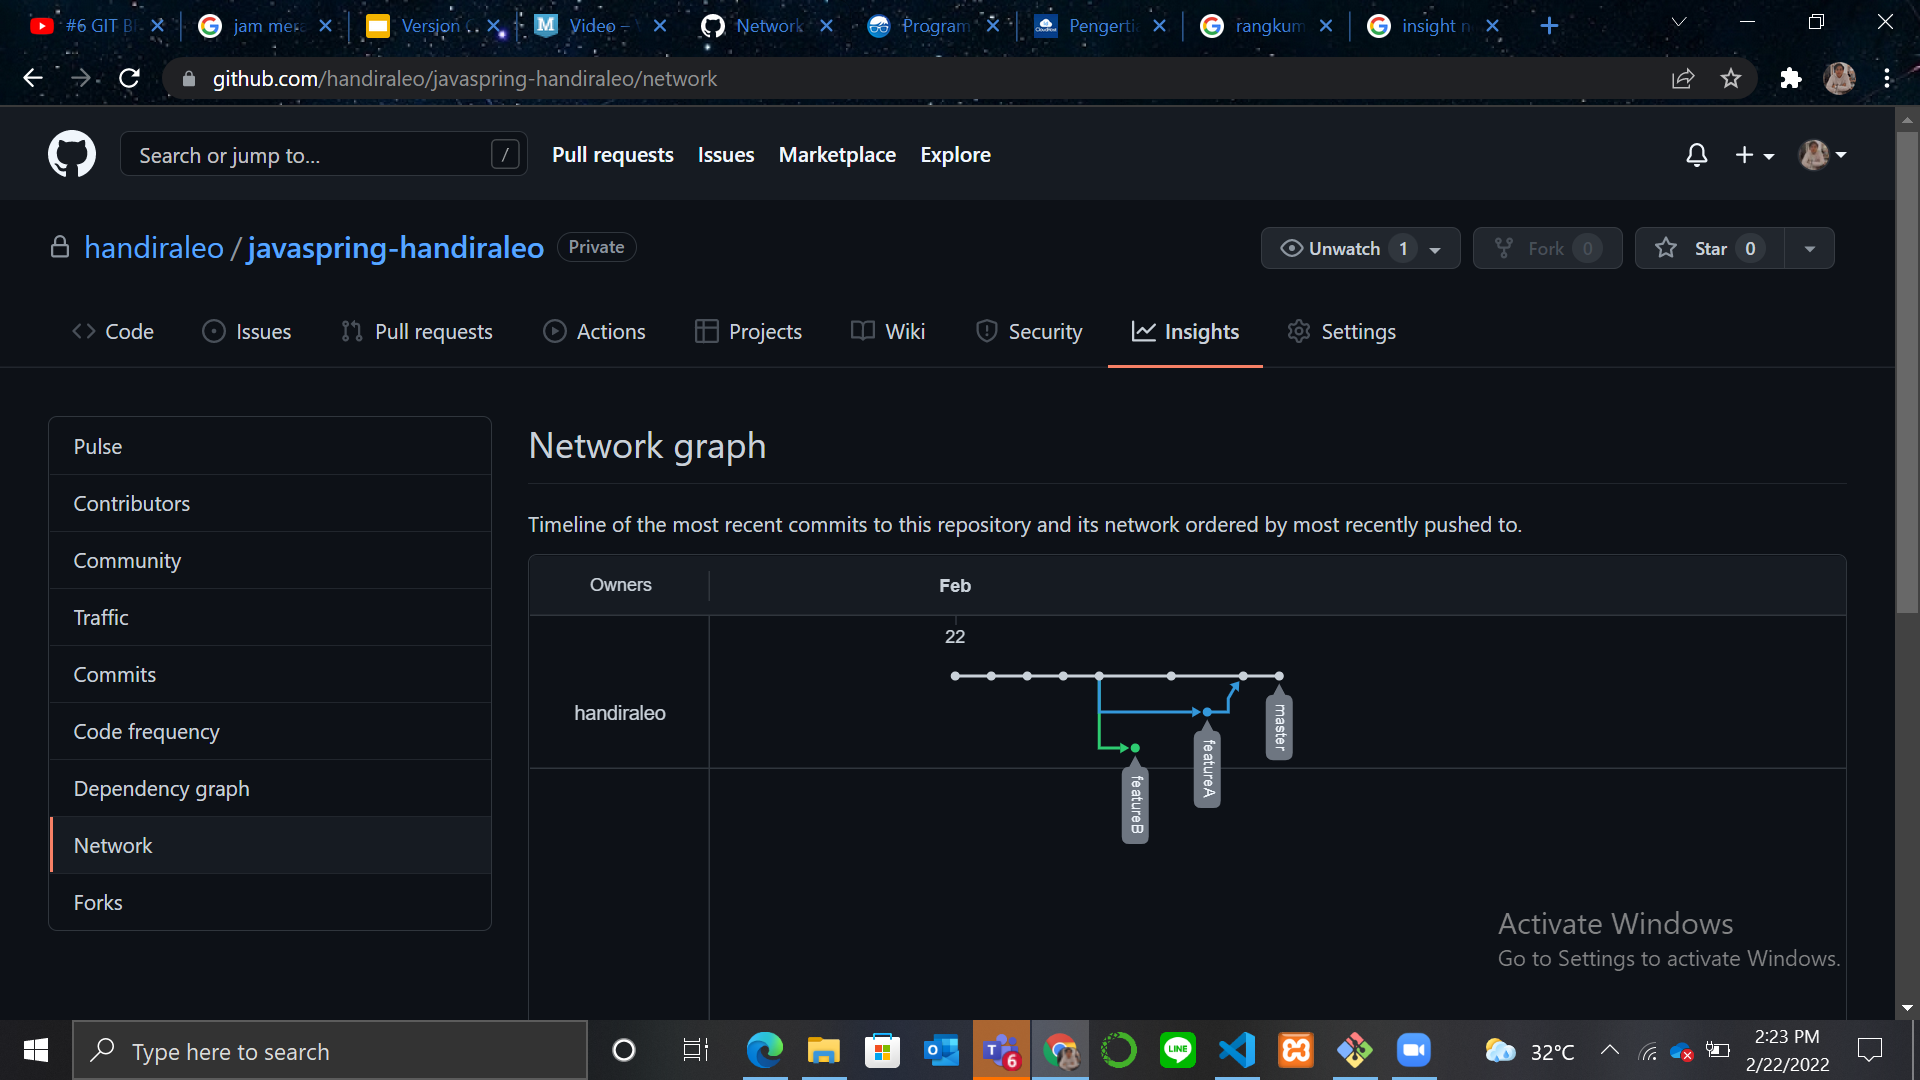 #6 GIT B
jam mera
Version
Video –
Network
Program
Pengerti
rangkum
insight n
github.com/handiraleo/javaspring-handiraleo/network
Search or jump to...
/
Pull requests
Issues
Marketplace
Explore
handiraleo / javaspring-handiraleo
Private
Unwatch 1
Fork 0
Star 0
Code
Issues
Pull requests
Actions
Projects
Wiki
Security
Insights
Settings
Pulse
Contributors
Community
Traffic
Commits
Code frequency
Dependency graph
Network
Forks
Network graph
Timeline of the most recent commits to this repository and its network ordered by most recently pushed to.
Owners
Feb
22
handiraleo
master
featureA
featureB
Activate Windows
Go to Settings to activate Windows.
Type here to search
6
LINE
32°C
2:23 PM
2/22/2022